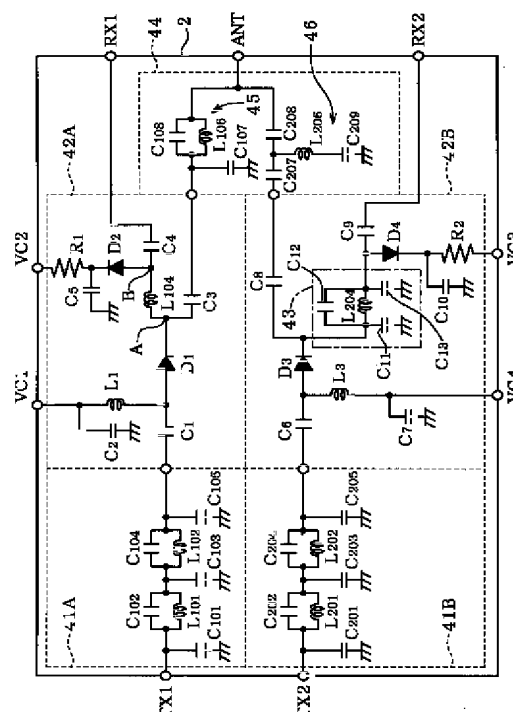 RX1
44
2
ANT
46
RX2
42A
C108
L106
45
C107
C208
L206
C209
C207
42B
VC2
R1
D2
C5
B
C4
L104
C3
A
C8
C12
43
C9
D4
R2
L204
C10
C11
C13
VC1
L1
D1
C2
C1
D3
L3
C6
C7
C106
C104
L102
C103
C102
L101
C101
41A
C205
L202
C203
C202
L201
C201
41B